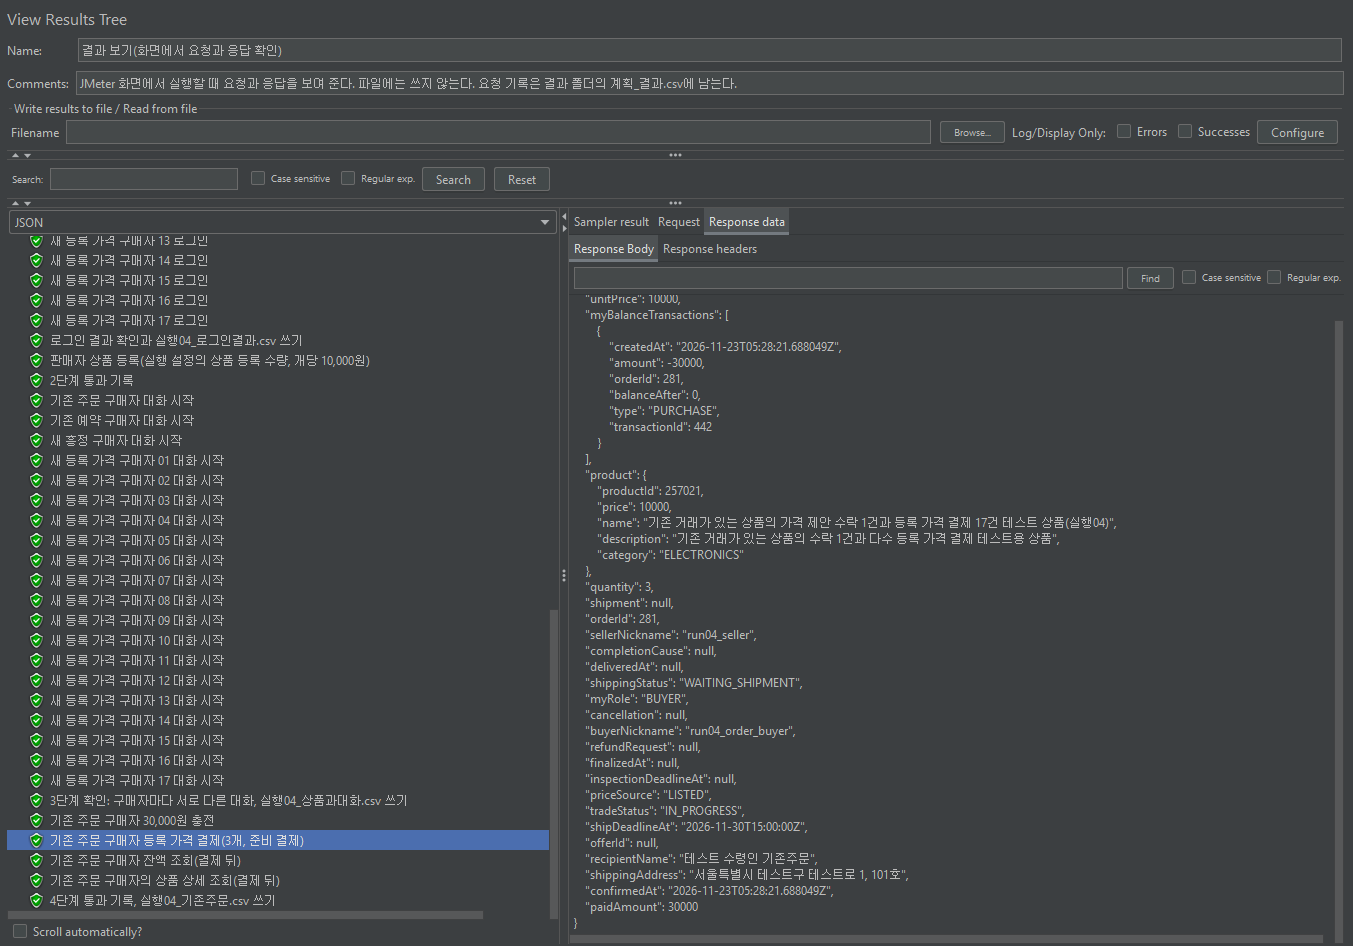 View Results Tree
Name: 결과 보기(화면에서 요청과 응답 확인)
Comments: JMeter 화면에서 실행할 때 요청과 응답을 보여 준다. 파일에는 쓰지 않는다. 요청 기록은 결과 폴더의 계획_결과.csv에 남는다.
Write results to file / Read from file
Filename Browse... Log/Display Only: Errors Successes Configure
Search: Case sensitive Regular exp. Search Reset
JSON
새 등록 가격 구매자 13 로그인
새 등록 가격 구매자 14 로그인
새 등록 가격 구매자 15 로그인
새 등록 가격 구매자 16 로그인
새 등록 가격 구매자 17 로그인
로그인 결과 확인과 실행04_로그인결과.csv 쓰기
판매자 상품 등록(실행 설정의 상품 등록 수량, 개당 10,000원)
2단계 통과 기록
기존 주문 구매자 대화 시작
기존 예약 구매자 대화 시작
새 흥정 구매자 대화 시작
새 등록 가격 구매자 01 대화 시작
새 등록 가격 구매자 02 대화 시작
새 등록 가격 구매자 03 대화 시작
새 등록 가격 구매자 04 대화 시작
새 등록 가격 구매자 05 대화 시작
새 등록 가격 구매자 06 대화 시작
새 등록 가격 구매자 07 대화 시작
새 등록 가격 구매자 08 대화 시작
새 등록 가격 구매자 09 대화 시작
새 등록 가격 구매자 10 대화 시작
새 등록 가격 구매자 11 대화 시작
새 등록 가격 구매자 12 대화 시작
새 등록 가격 구매자 13 대화 시작
새 등록 가격 구매자 14 대화 시작
새 등록 가격 구매자 15 대화 시작
새 등록 가격 구매자 16 대화 시작
새 등록 가격 구매자 17 대화 시작
3단계 확인: 구매자마다 서로 다른 대화, 실행04_상품과대화.csv 쓰기
기존 주문 구매자 30,000원 충전
기존 주문 구매자 등록 가격 결제(3개, 준비 결제)
기존 주문 구매자 잔액 조회(결제 뒤)
기존 주문 구매자의 상품 상세 조회(결제 뒤)
4단계 통과 기록, 실행04_기존주문.csv 쓰기
Scroll automatically?
Sampler result Request Response data
Response Body Response headers
Find Case sensitive Regular exp.
"unitPrice": 10000,
"myBalanceTransactions": [
{
"createdAt": "2026-11-23T05:28:21.688049Z",
"amount": -30000,
"orderId": 281,
"balanceAfter": 0,
"type": "PURCHASE",
"transactionId": 442
}
],
"product": {
"productId": 257021,
"price": 10000,
"name": "기존 거래가 있는 상품의 가격 제안 수락 1건과 등록 가격 결제 17건 테스트 상품(실행04)",
"description": "기존 거래가 있는 상품의 수락 1건과 다수 등록 가격 결제 테스트용 상품",
"category": "ELECTRONICS"
},
"quantity": 3,
"shipment": null,
"orderId": 281,
"sellerNickname": "run04_seller",
"completionCause": null,
"deliveredAt": null,
"shippingStatus": "WAITING_SHIPMENT",
"myRole": "BUYER",
"cancellation": null,
"buyerNickname": "run04_order_buyer",
"refundRequest": null,
"finalizedAt": null,
"inspectionDeadlineAt": null,
"priceSource": "LISTED",
"tradeStatus": "IN_PROGRESS",
"shipDeadlineAt": "2026-11-30T15:00:00Z",
"offerId": null,
"recipientName": "테스트 수령인 기존주문",
"shippingAddress": "서울특별시 테스트구 테스트로 1, 101호",
"confirmedAt": "2026-11-23T05:28:21.688049Z",
"paidAmount": 30000
}